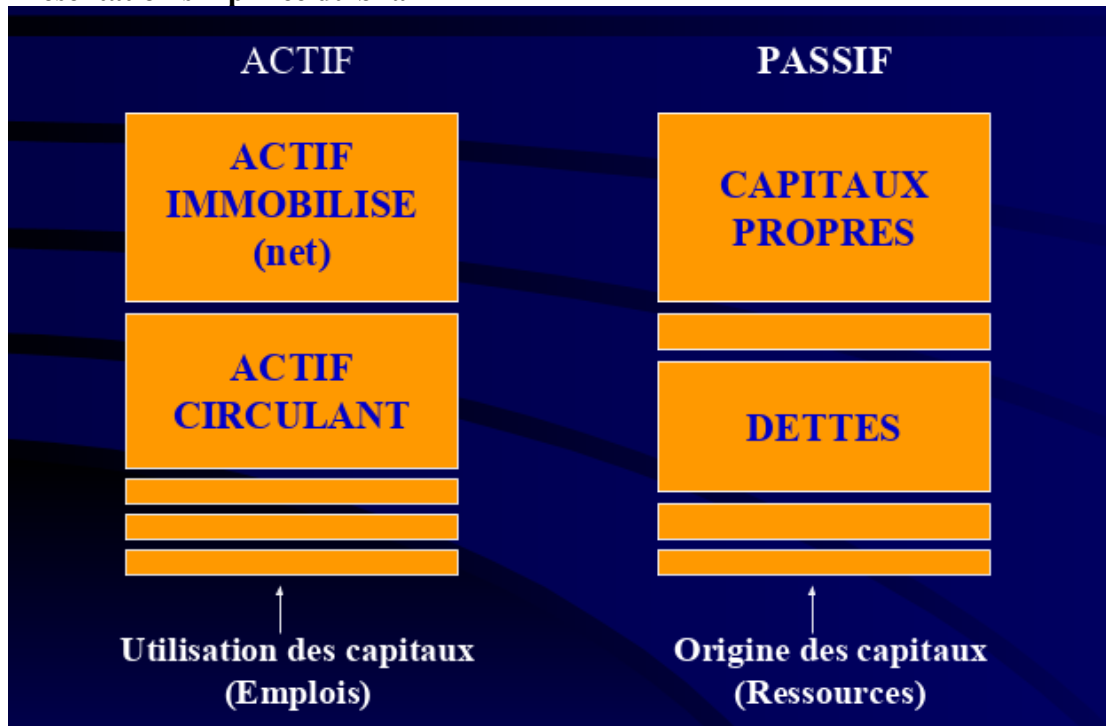 ACTIF
PASSIF
ACTIF
IMMOBILISE
(net)
CAPITAUX
PROPRES
ACTIF
CIRCULANT
DETTES
Utilisation des capitaux
(Emplois)
Origine des capitaux
(Ressources)